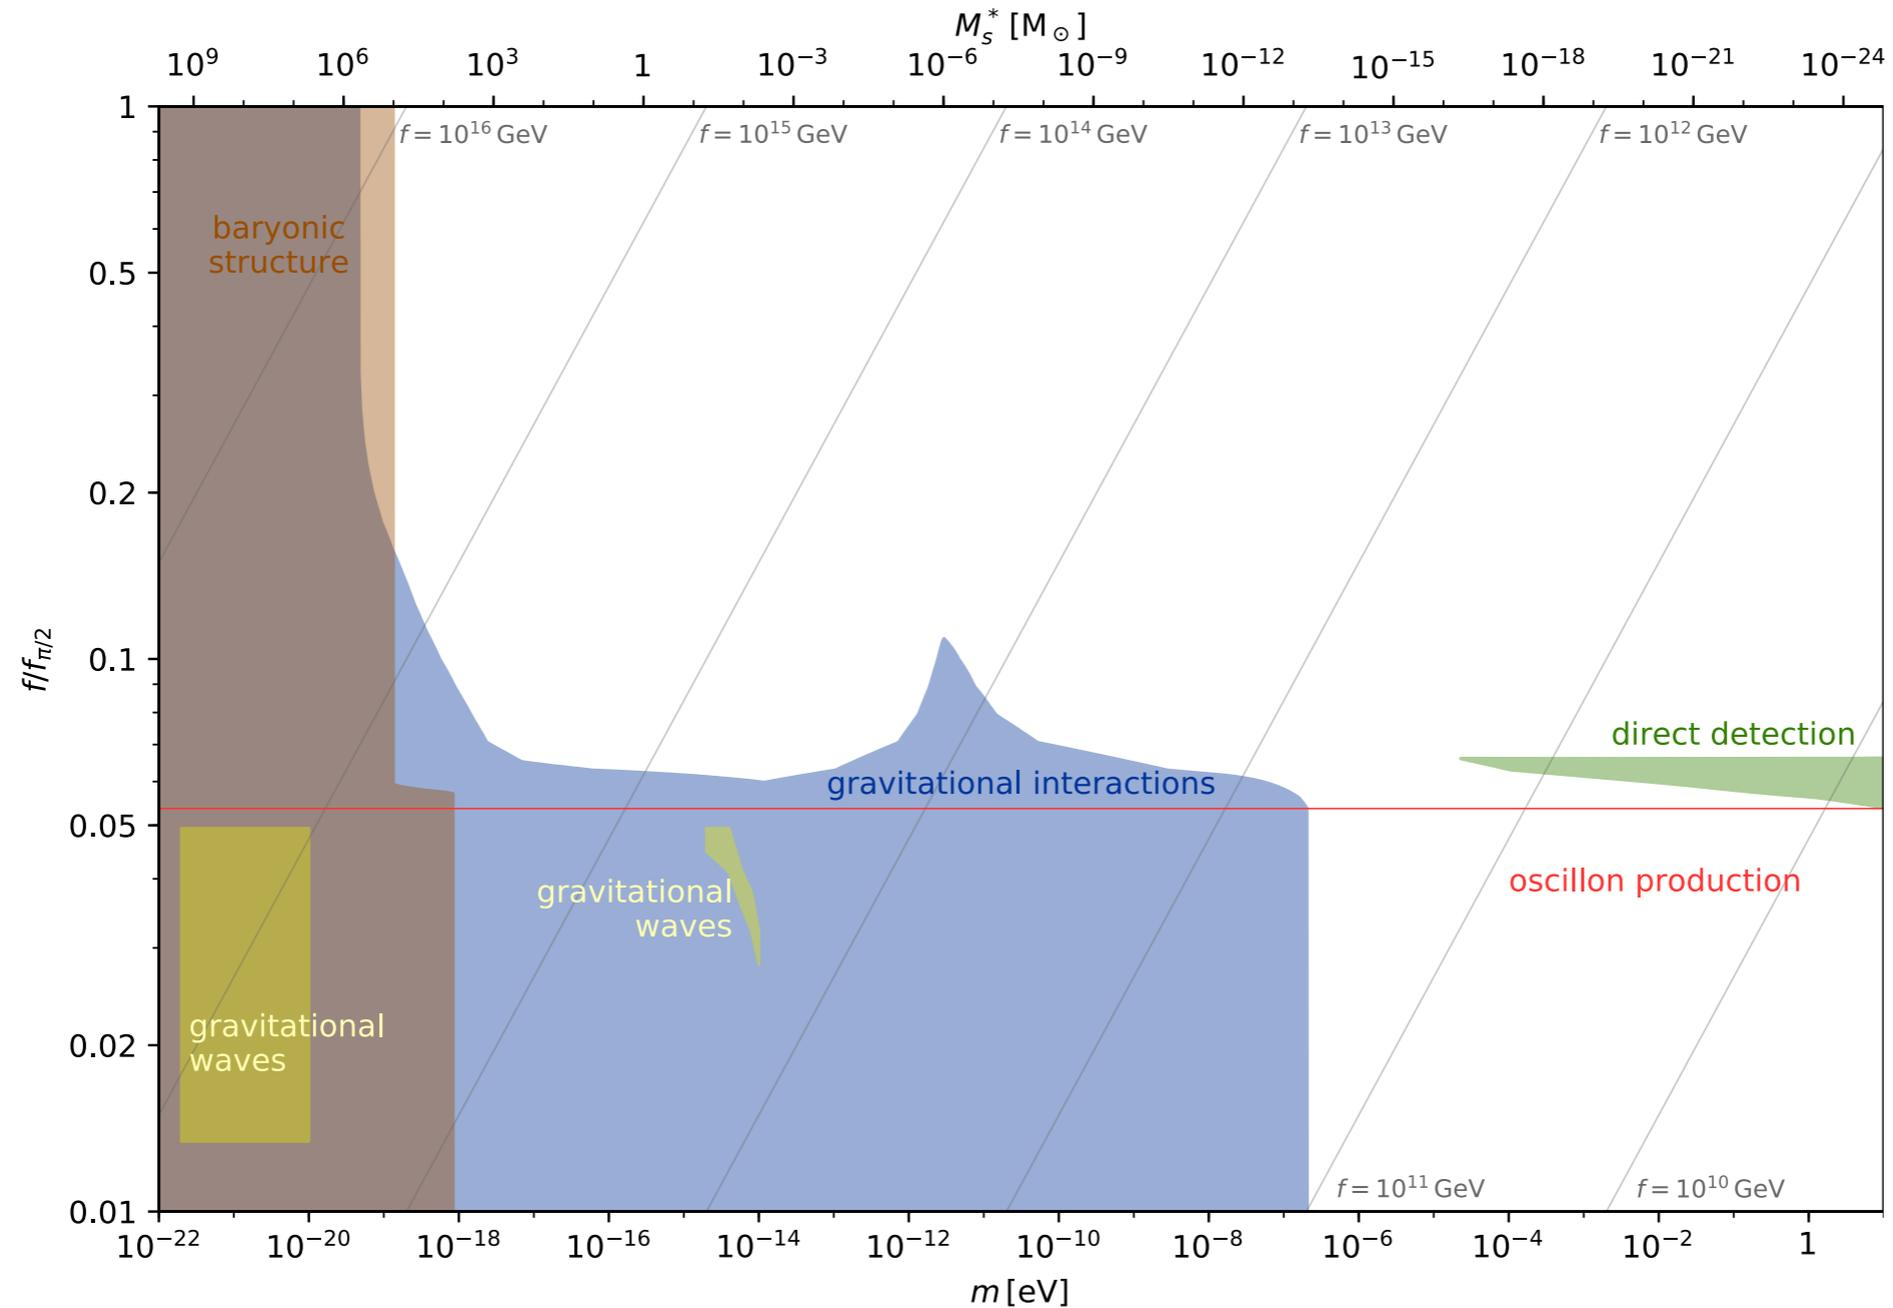 M_s^* [M_⊙]
10^9 10^6 10^3 1 10^−3 10^−6 10^−9 10^−12 10^−15 10^−18 10^−21 10^−24
1
f = 10^16 GeV f = 10^15 GeV f = 10^14 GeV f = 10^13 GeV f = 10^12 GeV
baryonic
structure
0.5
0.2
0.1
f/f_π/2
direct detection
gravitational interactions
0.05
oscillon production
gravitational
waves
gravitational
waves
0.02
f = 10^11 GeV f = 10^10 GeV
0.01
10^−22 10^−20 10^−18 10^−16 10^−14 10^−12 10^−10 10^−8 10^−6 10^−4 10^−2 1
m [eV]